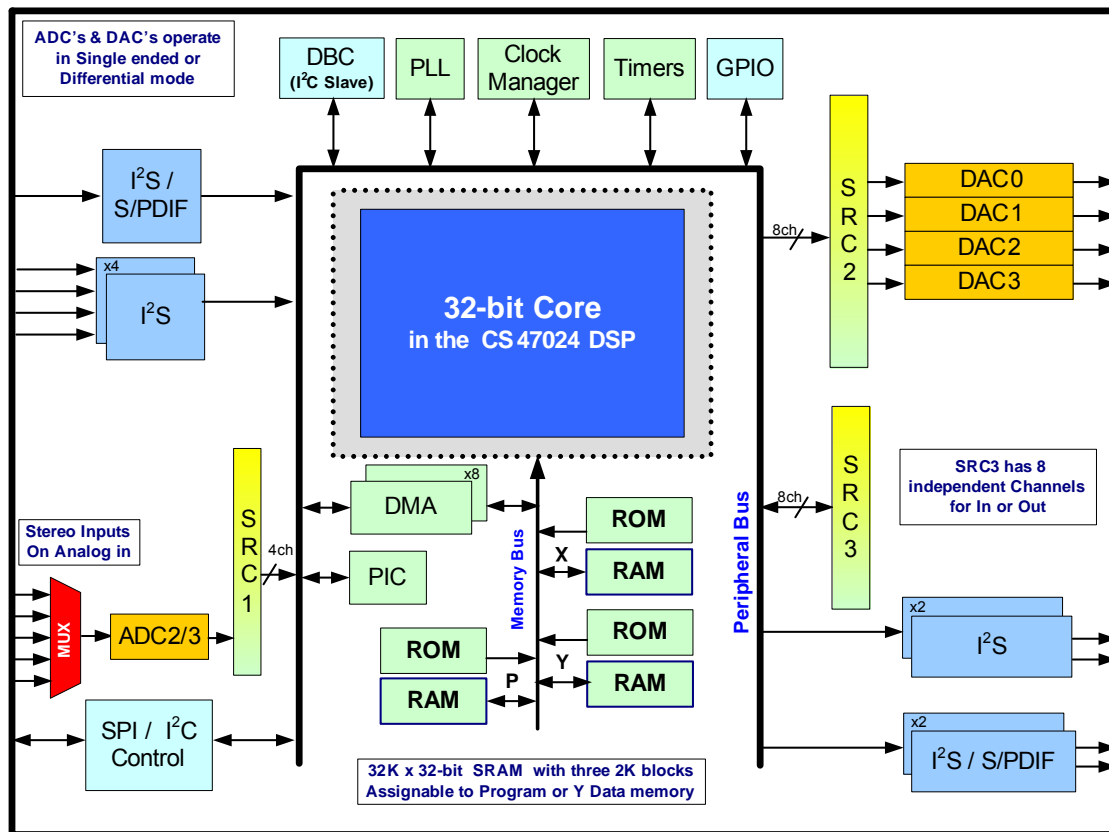 ADC's & DAC's operate
in Single ended or
Differential mode
DBC
(I²C Slave)
PLL
Clock
Manager
Timers
GPIO
I²S /
S/PDIF
x4
I²S
32-bit Core
in the CS47024 DSP
8ch
S
R
C
2
DAC0
DAC1
DAC2
DAC3
Stereo Inputs
On Analog in
MUX
ADC2/3
S
R
C
1
4ch
SPI / I²C
Control
x8
DMA
PIC
Memory Bus
ROM
X
RAM
ROM
Y
RAM
ROM
P
RAM
32K x 32-bit SRAM with three 2K blocks
Assignable to Program or Y Data memory
Peripheral Bus
8ch
S
R
C
3
SRC3 has 8
independent Channels
for In or Out
x2
I²S
x2
I²S / S/PDIF